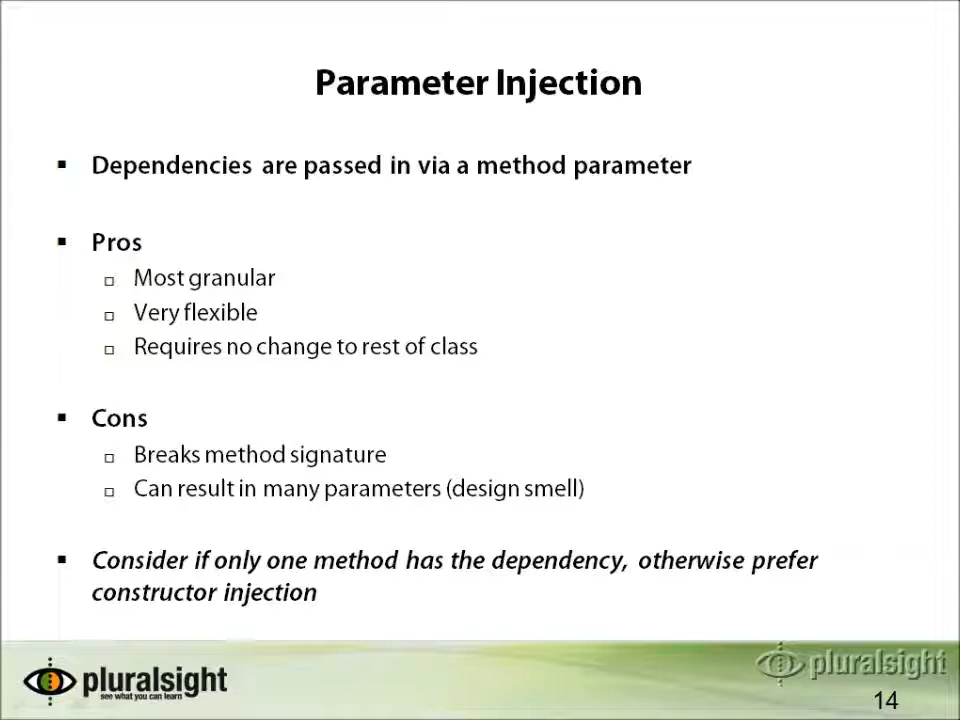 Parameter Injection
▪ Dependencies are passed in via a method parameter
▪ Pros
□ Most granular
□ Very flexible
□ Requires no change to rest of class
▪ Cons
□ Breaks method signature
□ Can result in many parameters (design smell)
▪ Consider if only one method has the dependency, otherwise prefer
constructor injection
pluralsight
see what you can learn
pluralsight
14